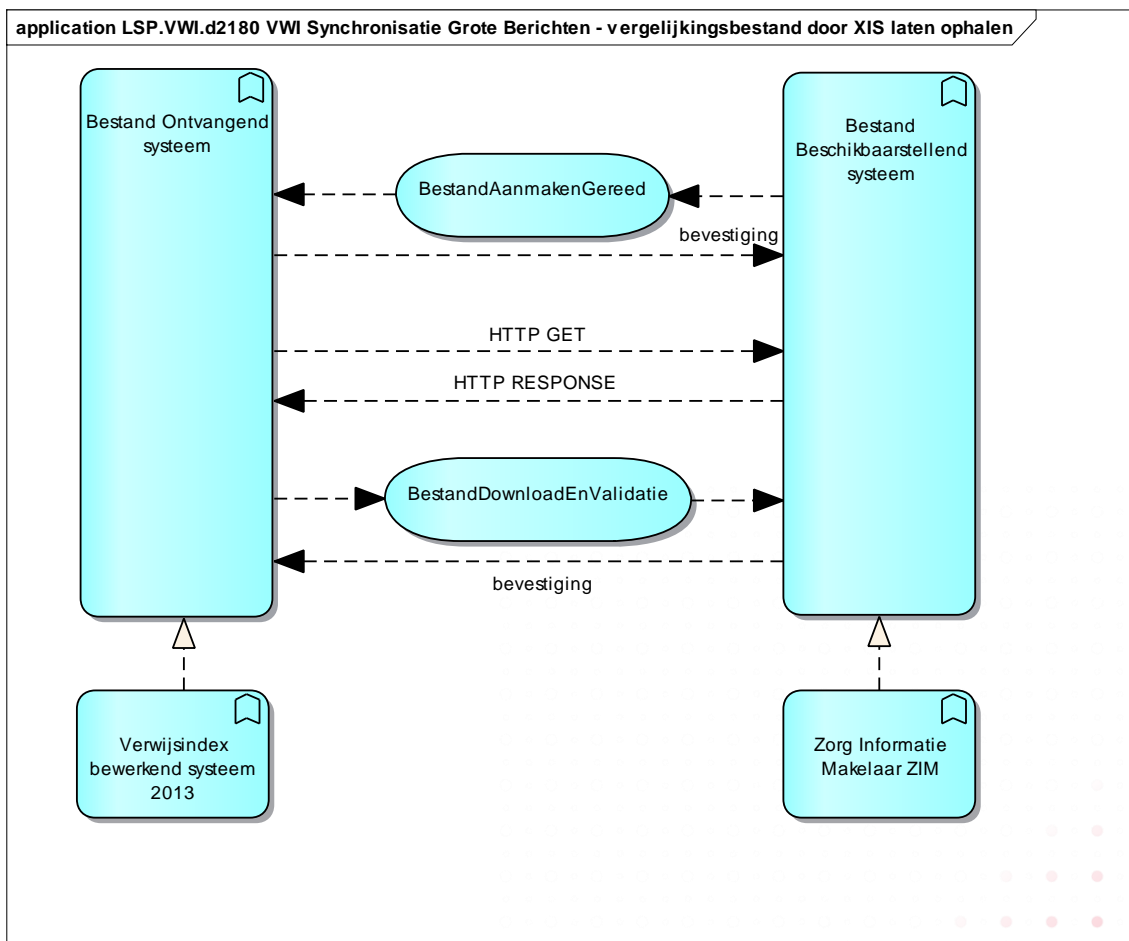 application LSP.VWI.d2180 VWI Synchronisatie Grote Berichten - vergelijkingsbestand door XIS laten ophalen
Bestand Ontvangend
systeem
Bestand
Beschikbaarstellend
systeem
BestandAanmakenGereed
bevestiging
HTTP GET
HTTP RESPONSE
BestandDownloadEnValidatie
bevestiging
Verwijsindex
bewerkend systeem
2013
Zorg Informatie
Makelaar ZIM